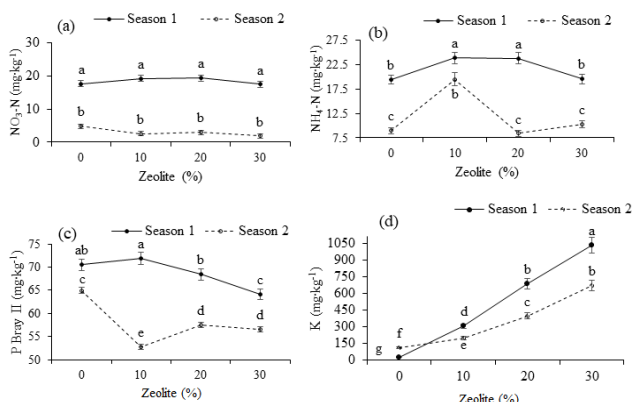 Season 1 Season 2
(a)
NO3-N (mg·kg-1)
30
20
10
0
a a a a
b b b b
0 10 20 30
Zeolite (%)
Season 1 Season 2
(b)
NH4-N (mg·kg-1)
27.5
22.5
17.5
12.5
7.5
b a a b
c b c c
0 10 20 30
Zeolite (%)
Season 1 Season 2
(c)
P Bray II (mg·kg-1)
75
70
65
60
55
50
ab a b c
c e d d
0 10 20 30
Zeolite (%)
Season 1 Season 2
(d)
K (mg·kg-1)
1050
900
750
600
450
300
150
0
g d b a
f e c b
0 10 20 30
Zeolite (%)